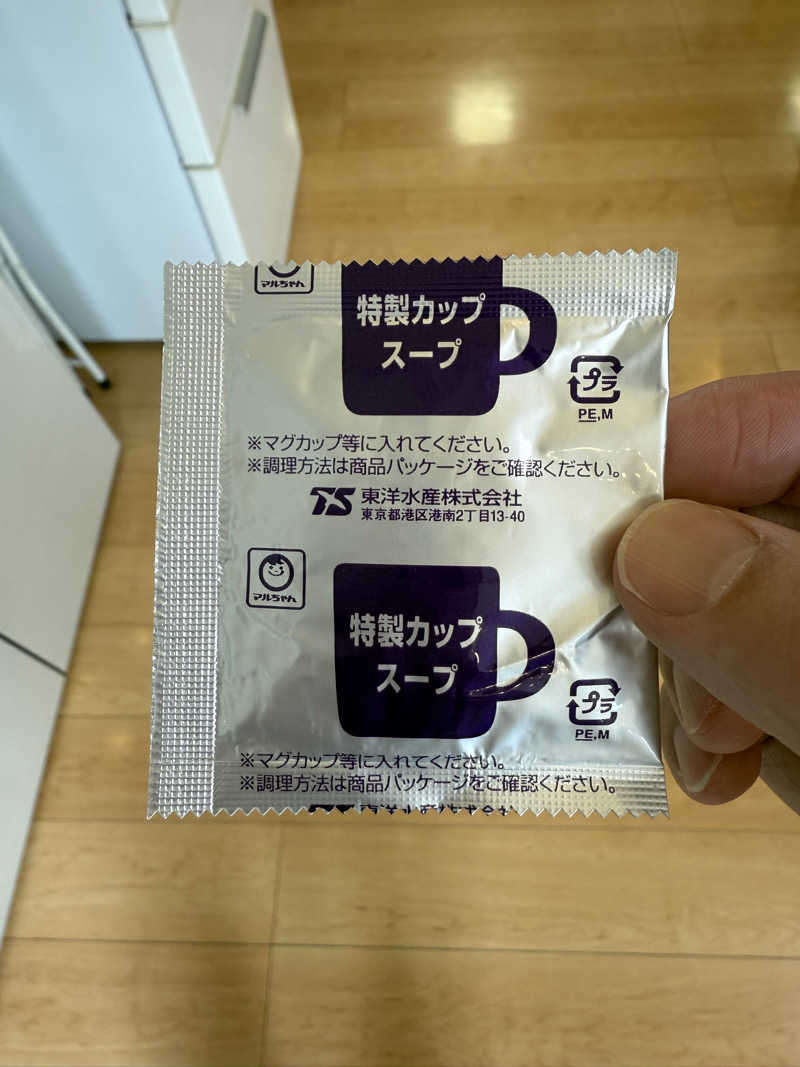 マルちゃん
特製カップ
スープ
プラ
PE,M
※マグカップ等に入れてください。
※調理方法は商品パッケージをご確認ください。
TS 東洋水産株式会社
東京都港区港南2丁目13-40
マルちゃん
特製カップ
スープ
プラ
PE,M
※マグカップ等に入れてください。
※調理方法は商品パッケージをご確認ください。